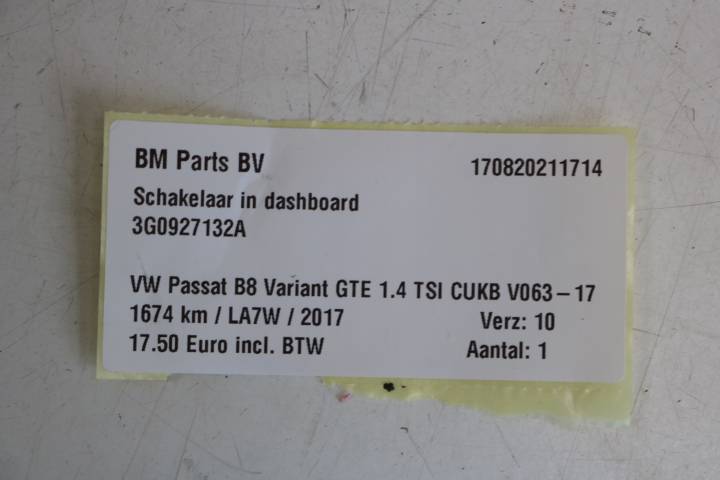 BM Parts BV 170820211714
Schakelaar in dashboard
3G0927132A
VW Passat B8 Variant GTE 1.4 TSI CUKB V063-17
1674 km / LA7W / 2017 Verz: 10
17.50 Euro incl. BTW Aantal: 1